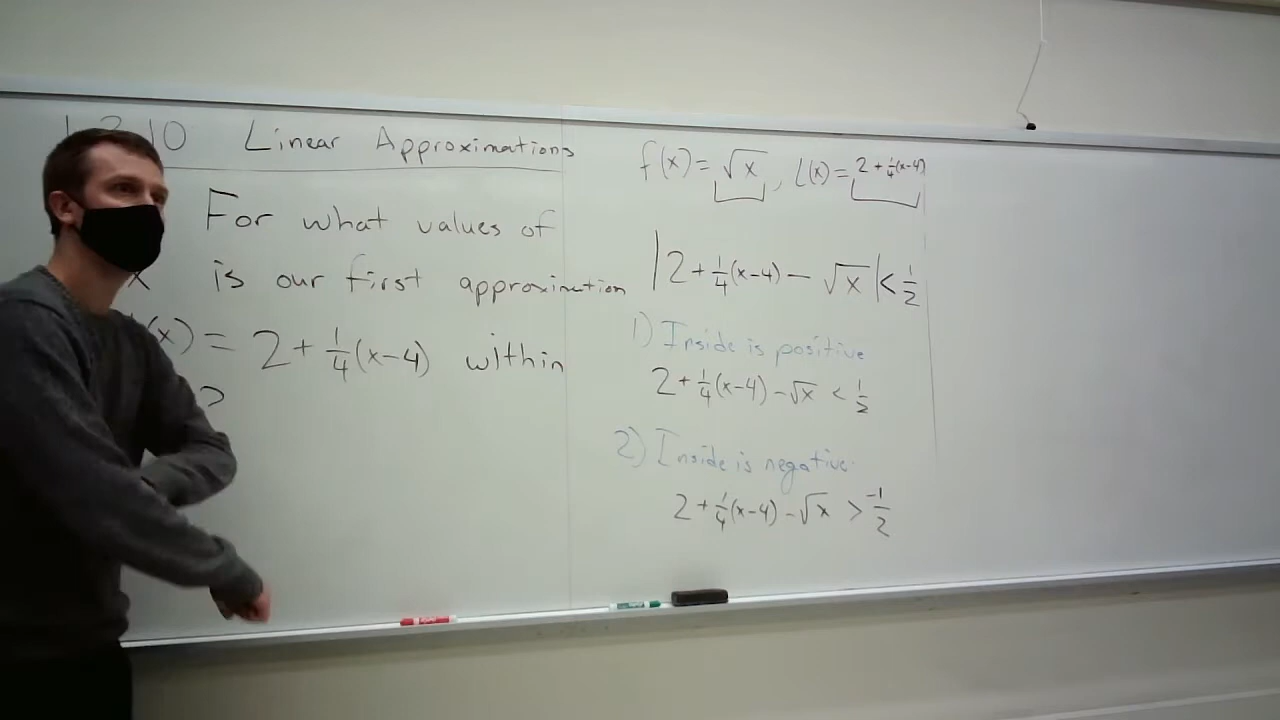 10 Linear Approximations
For what values of
x is our first approximation
(x) = 2 + 1/4(x-4) within
?
f(x) = √x , L(x) = 2 + 1/4(x-4)
|2 + 1/4(x-4) - √x| < 1/2
1) Inside is positive
2 + 1/4(x-4) - √x < 1/2
2) Inside is negative:
2 + 1/4(x-4) - √x > -1/2